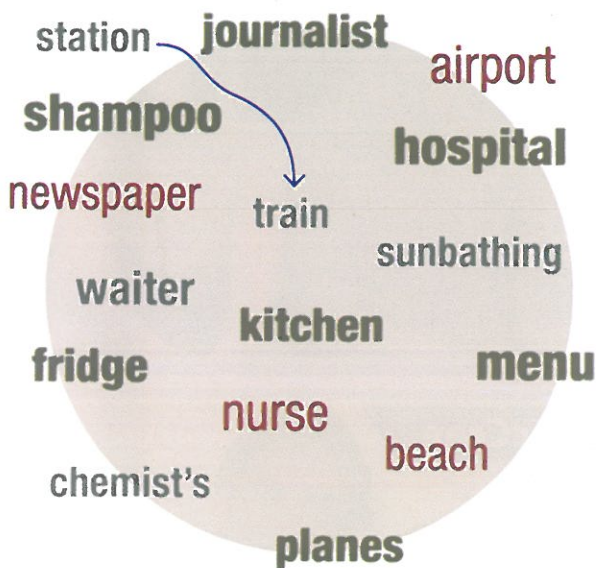 station
journalist
airport
shampoo
hospital
newspaper
train
sunbathing
waiter
kitchen
fridge
menu
nurse
beach
chemist's
planes